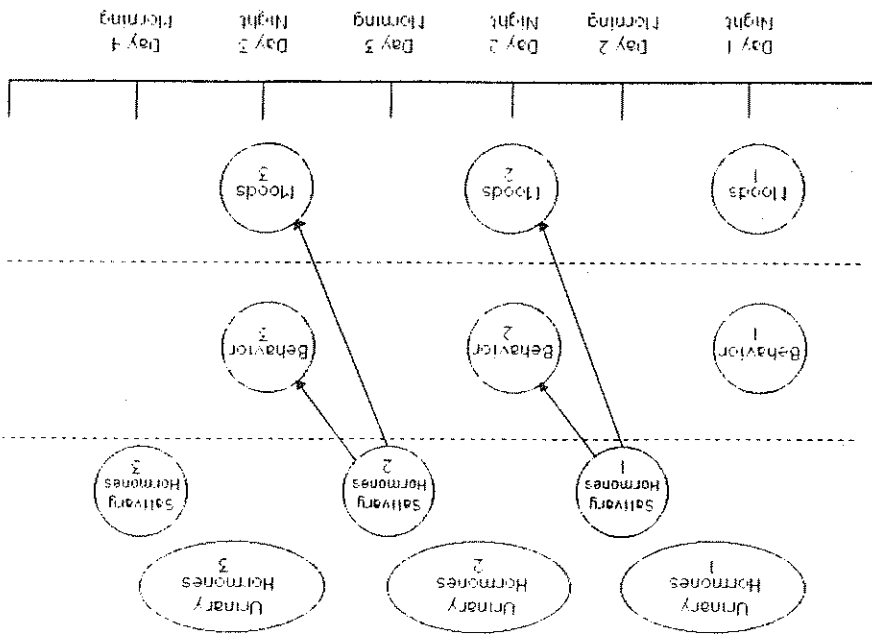 Urinary
Hormones
1
Urinary
Hormones
2
Urinary
Hormones
3
Salivary
Hormones
1
Salivary
Hormones
2
Salivary
Hormones
3
Behavior
1
Behavior
2
Behavior
3
Moods
1
Moods
2
Moods
3
Day 1
Night
Day 2
Morning
Day 2
Night
Day 3
Morning
Day 3
Night
Day 4
Morning